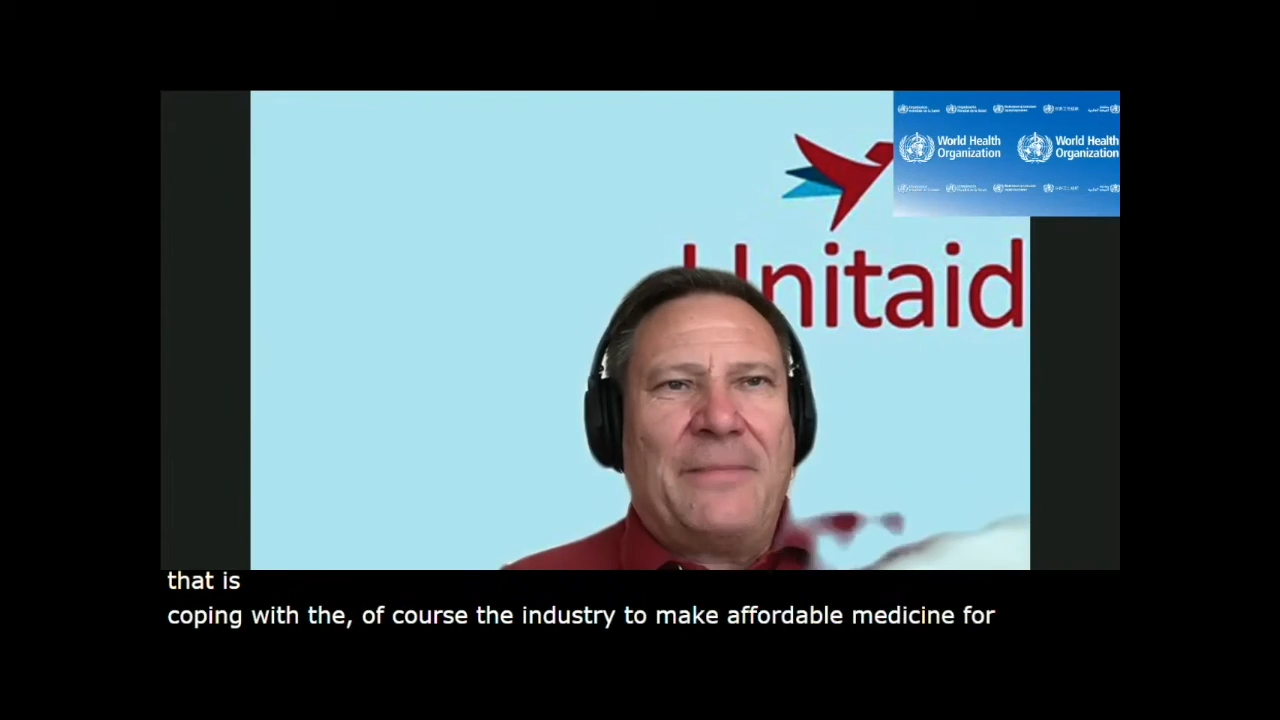 World Health
Organization
World Health
Organization
Unitaid
that is
coping with the, of course the industry to make affordable medicine for